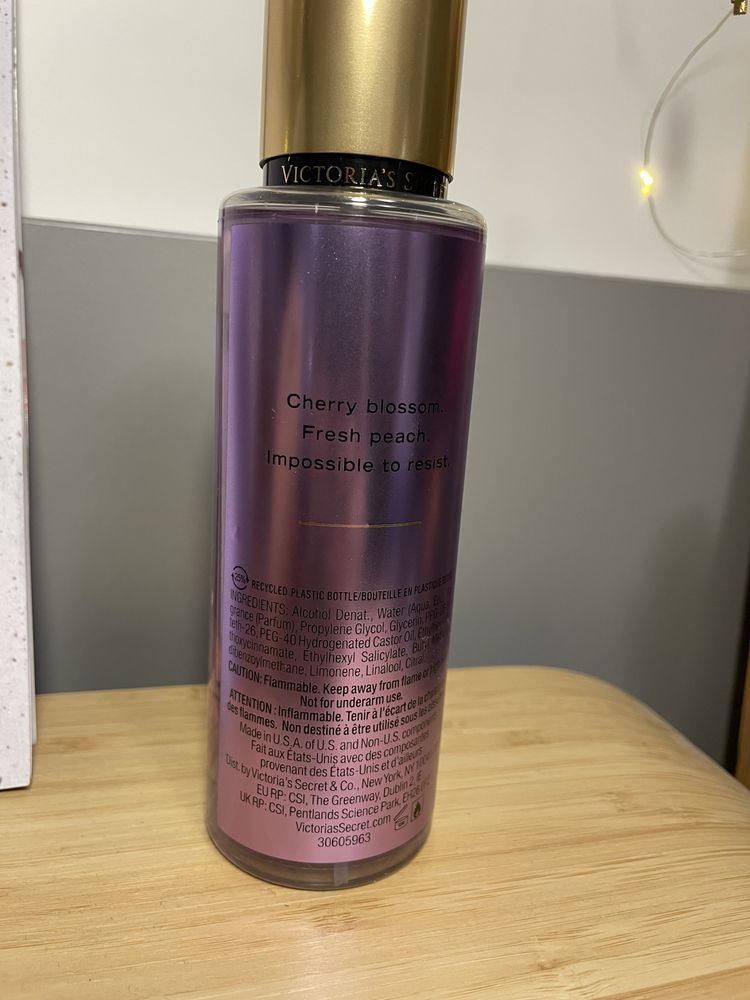 VICTORIA'S
Cherry blossom.
Fresh peach.
Impossible to resist.
25%
RECYCLED PLASTIC BOTTLE/BOUTEILLE EN PLASTIQUE
INGREDIENTS: Alcohol Denat., Water (Aqua, Eau),
grance (Parfum), Propylene Glycol, Glycerin,
teth-26, PEG-40 Hydrogenated Castor Oil,
thoxycinnamate, Ethylhexyl Salicylate,
dibenzoylmethane, Limonene, Linalool, Citral,
CAUTION: Flammable. Keep away from flame or
Not for underarm use.
ATTENTION : Inflammable. Tenir à l'écart de la
des flammes. Non destiné à être utilisé sous les
Made in U.S.A. of U.S. and Non-U.S.
Fait aux États-Unis avec des composantes
provenant des États-Unis et d'ailleurs
Dist. by Victoria's Secret & Co., New York, NY
EU RP: CSI, The Greenway, Dublin 2, IE
UK RP: CSI, Pentlands Science Park,
VictoriasSecret.com
30605963